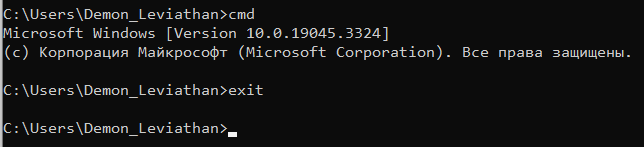 C:\Users\Demon_Leviathan>cmd
Microsoft Windows [Version 10.0.19045.3324]
(c) Корпорация Майкрософт (Microsoft Corporation). Все права защищены.
C:\Users\Demon_Leviathan>exit
C:\Users\Demon_Leviathan>